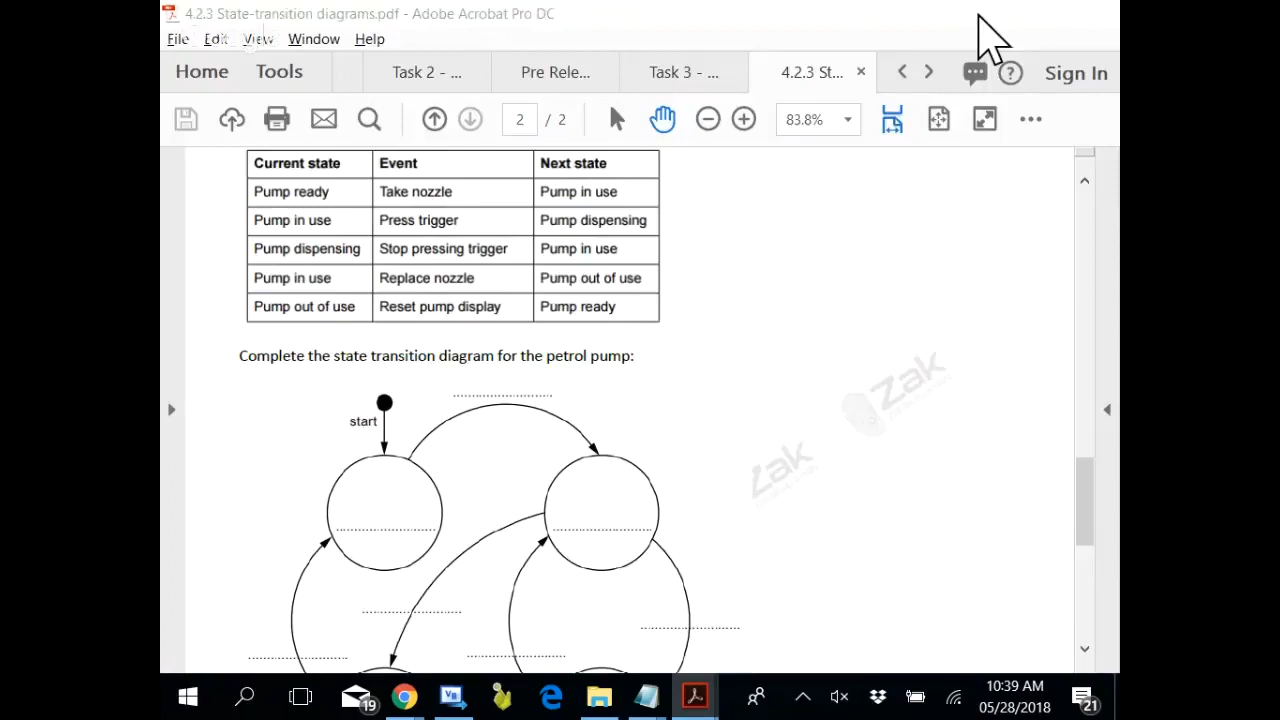 4.2.3 State-transition diagrams.pdf - Adobe Acrobat Pro DC
File Edit View Window Help
Home Tools Task 2 - ... Pre Rele... Task 3 - ... 4.2.3 St... × Sign In
2 / 2 83.8%
Current state Event Next state
Pump ready Take nozzle Pump in use
Pump in use Press trigger Pump dispensing
Pump dispensing Stop pressing trigger Pump in use
Pump in use Replace nozzle Pump out of use
Pump out of use Reset pump display Pump ready
Complete the state transition diagram for the petrol pump:
start
Zak
Zak
19
10:39 AM
05/28/2018
21